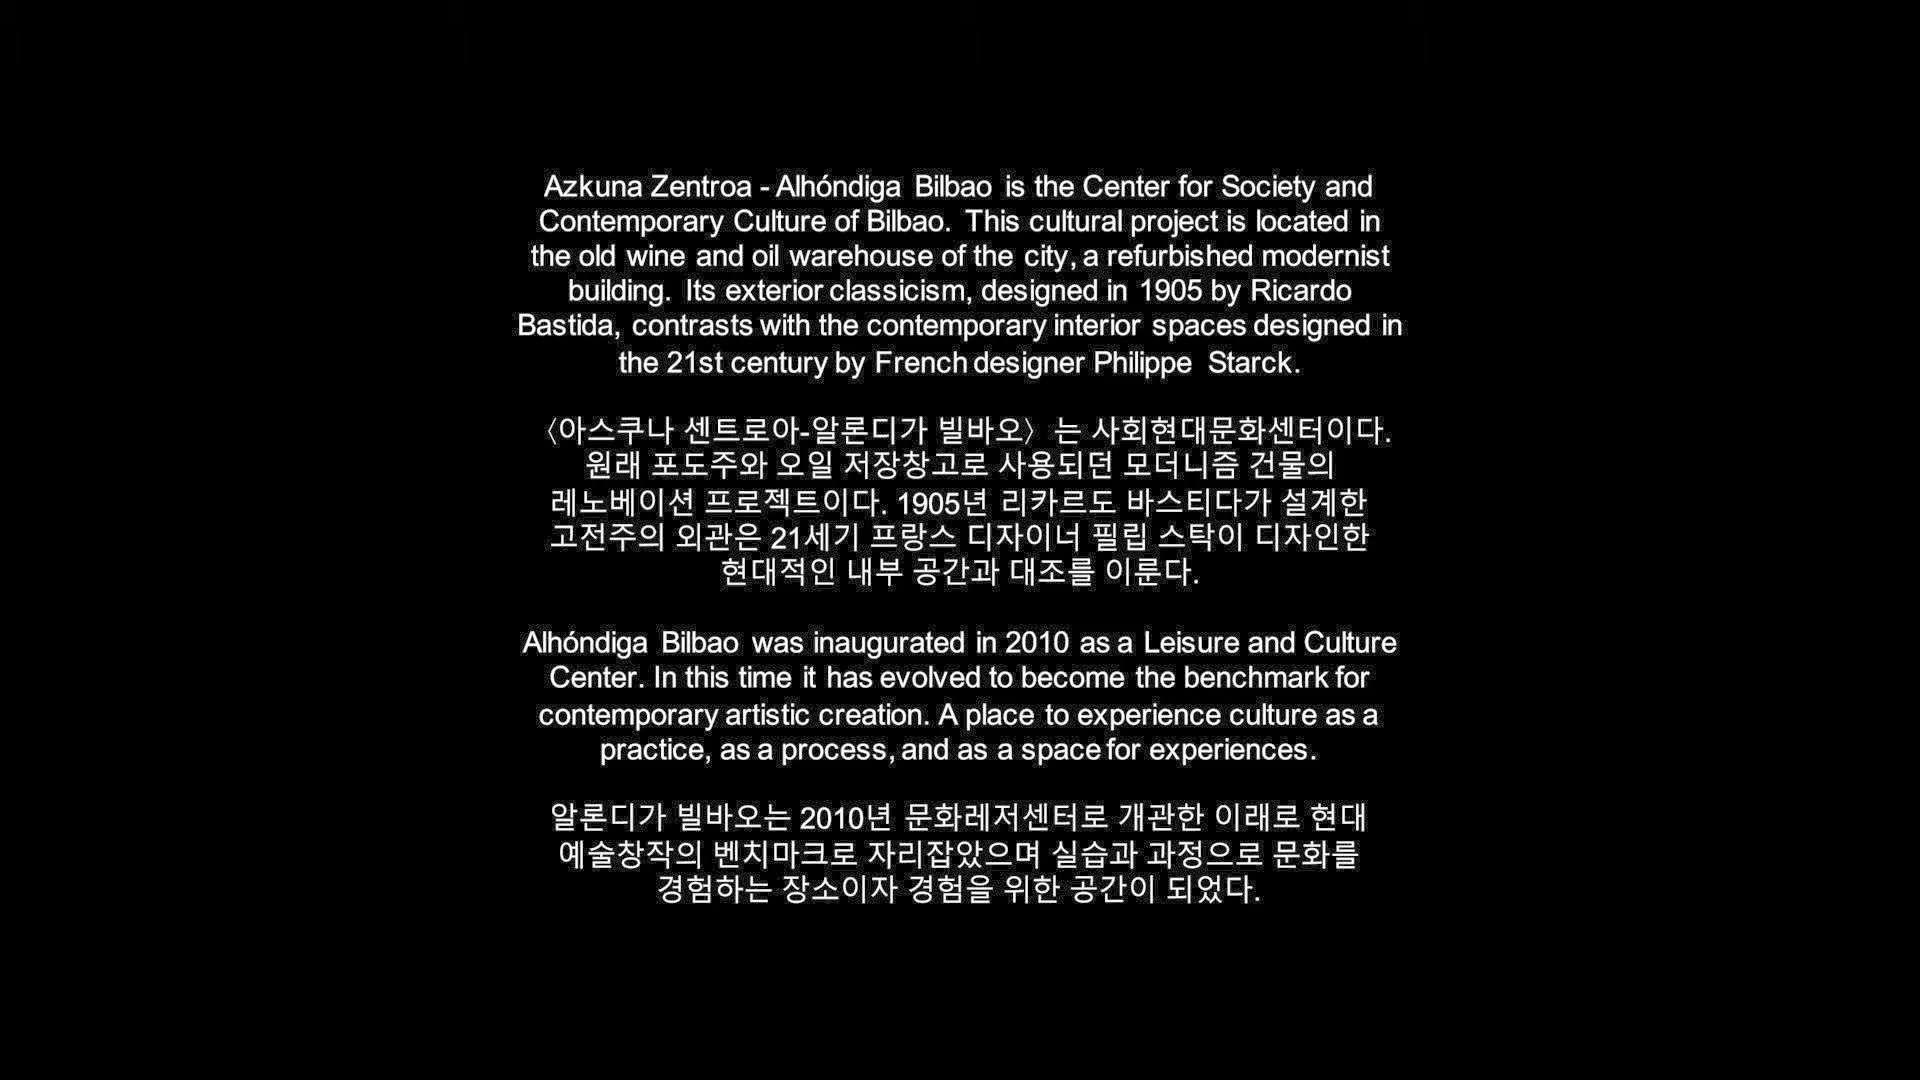 Azkuna Zentroa - Alhóndiga Bilbao is the Center for Society and
Contemporary Culture of Bilbao. This cultural project is located in
the old wine and oil warehouse of the city, a refurbished modernist
building. Its exterior classicism, designed in 1905 by Ricardo
Bastida, contrasts with the contemporary interior spaces designed in
the 21st century by French designer Philippe Starck.
〈아스쿠나 센트로아-알론디가 빌바오〉는 사회현대문화센터이다.
원래 포도주와 오일 저장창고로 사용되던 모더니즘 건물의
레노베이션 프로젝트이다. 1905년 리카르도 바스티다가 설계한
고전주의 외관은 21세기 프랑스 디자이너 필립 스탁이 디자인한
현대적인 내부 공간과 대조를 이룬다.
Alhóndiga Bilbao was inaugurated in 2010 as a Leisure and Culture
Center. In this time it has evolved to become the benchmark for
contemporary artistic creation. A place to experience culture as a
practice, as a process, and as a space for experiences.
알론디가 빌바오는 2010년 문화레저센터로 개관한 이래로 현대
예술창작의 벤치마크로 자리잡았으며 실습과 과정으로 문화를
경험하는 장소이자 경험을 위한 공간이 되었다.